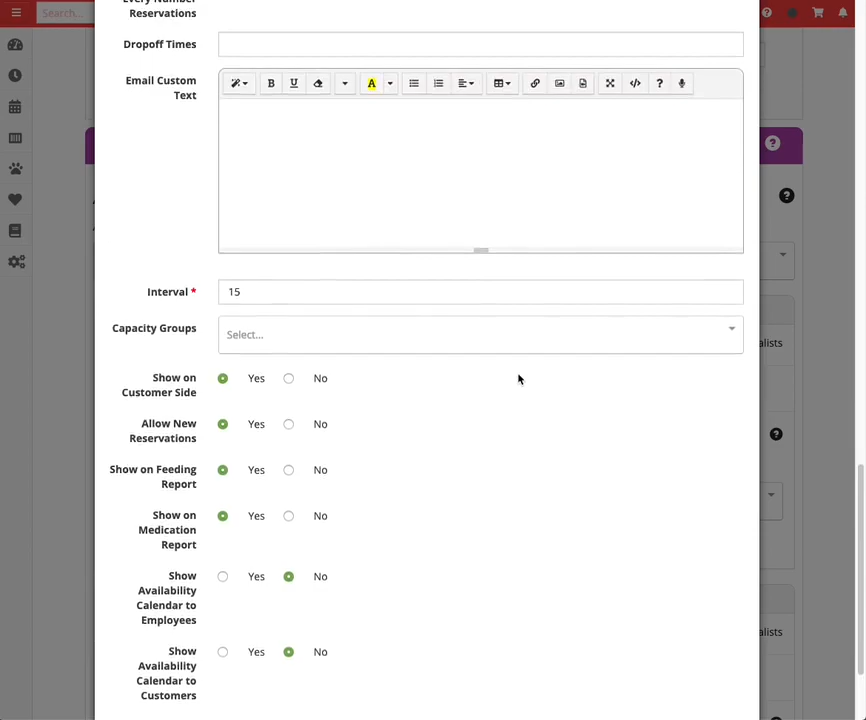 Every Number
Reservations
Search...
Dropoff Times
Email Custom
Text
B U A
Interval *
15
Capacity Groups
Select...
alists
Show on
Customer Side
Yes No
Allow New
Reservations
Yes No
Show on Feeding
Report
Yes No
Show on
Medication
Report
Yes No
Show
Availability
Calendar to
Employees
Yes No
alists
Show
Availability
Calendar to
Customers
Yes No